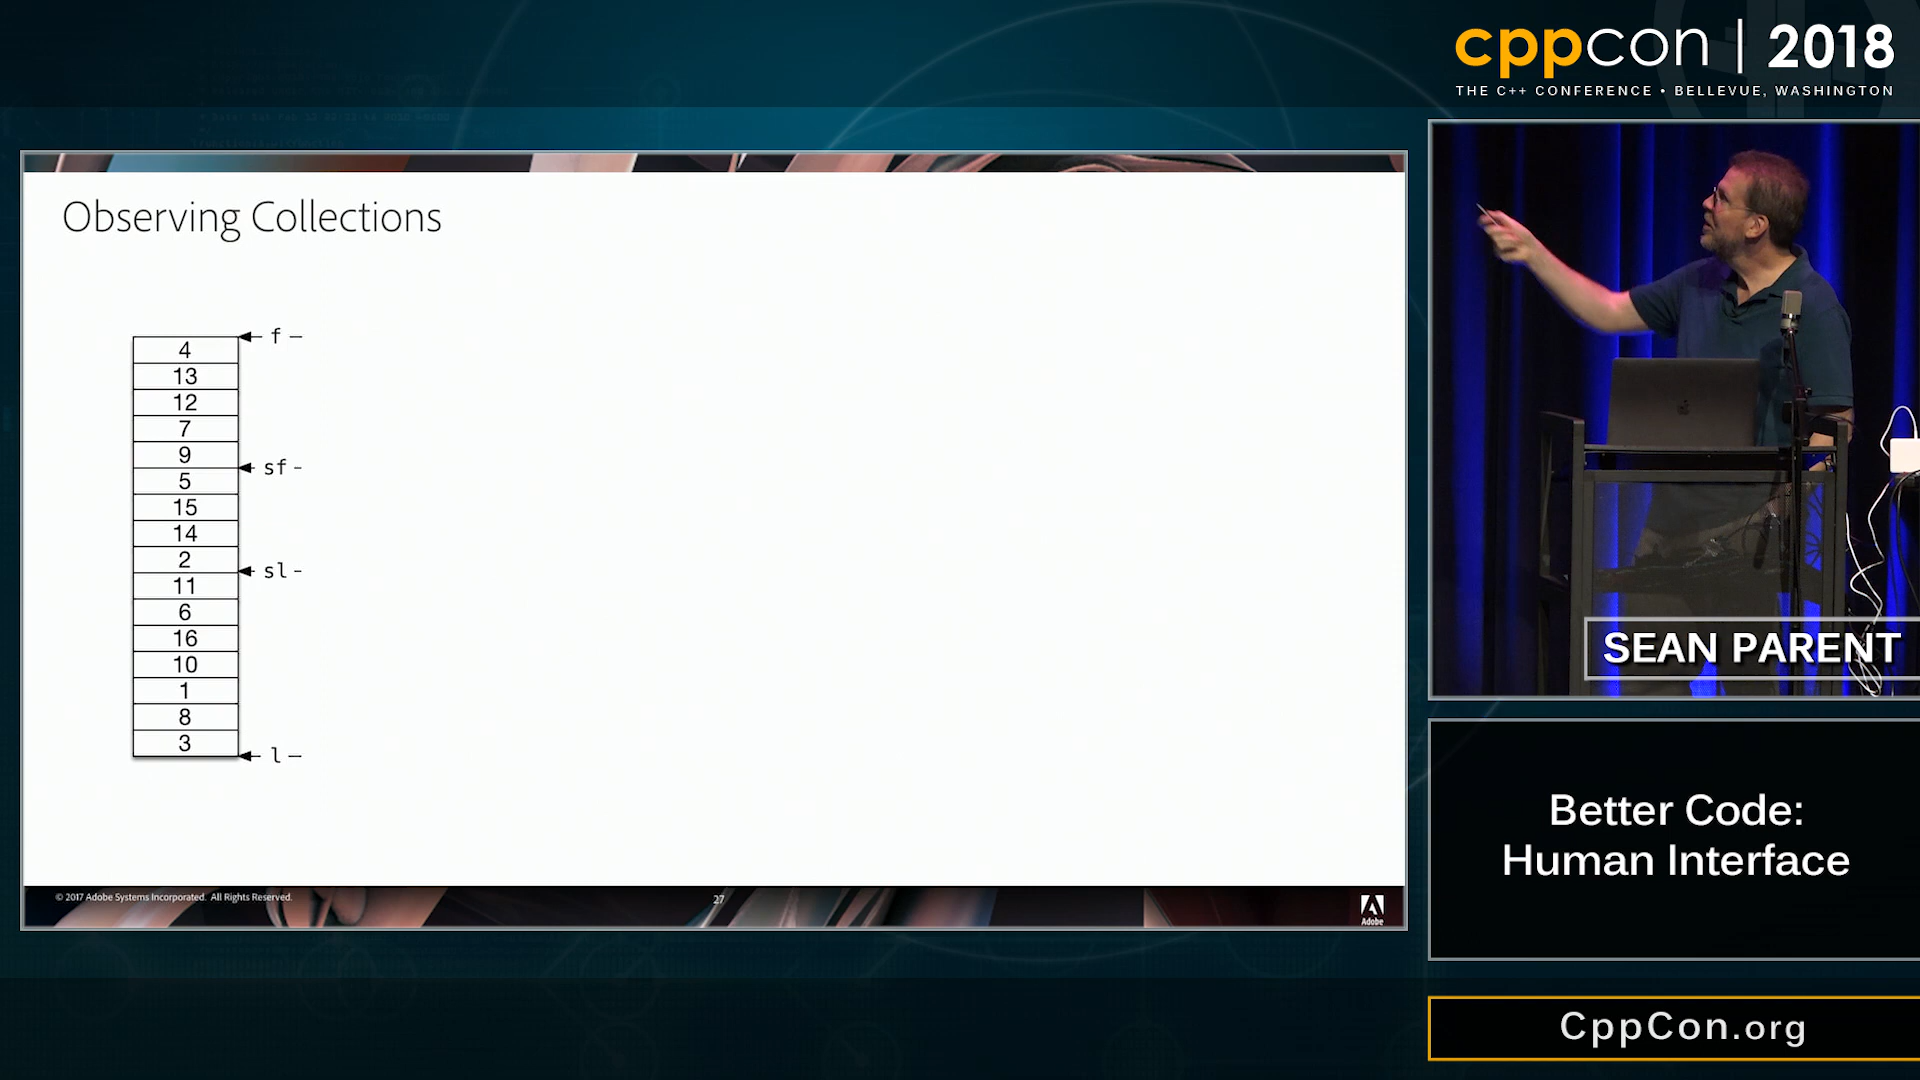 cppcon | 2018
THE C++ CONFERENCE • BELLEVUE, WASHINGTON
Observing Collections
4
f
13
12
7
9
sf
5
15
14
2
sl
11
6
16
10
1
8
3
l
© 2017 Adobe Systems Incorporated. All Rights Reserved.
27
Adobe
SEAN PARENT
Better Code:
Human Interface
CppCon.org